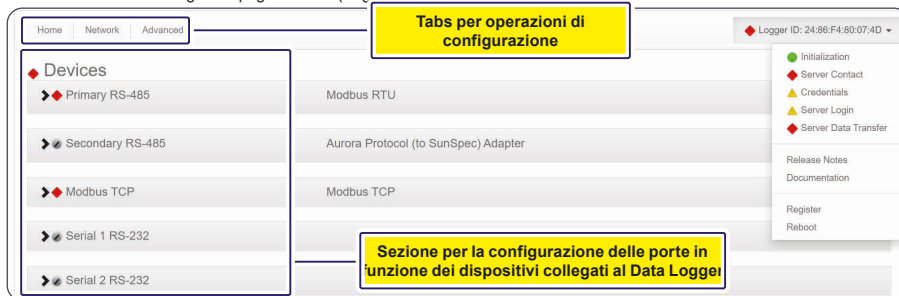 Tabs per operazioni di
configurazione
Home Network Advanced
Logger ID: 24:86:F4:80:07:4D
Initialization
Server Contact
Credentials
Server Login
Server Data Transfer
Release Notes
Documentation
Register
Reboot
Devices
Primary RS-485 Modbus RTU
Secondary RS-485 Aurora Protocol (to SunSpec) Adapter
Modbus TCP Modbus TCP
Serial 1 RS-232
Serial 2 RS-232
Sezione per la configurazione delle porte in
funzione dei dispositivi collegati al Data Logger